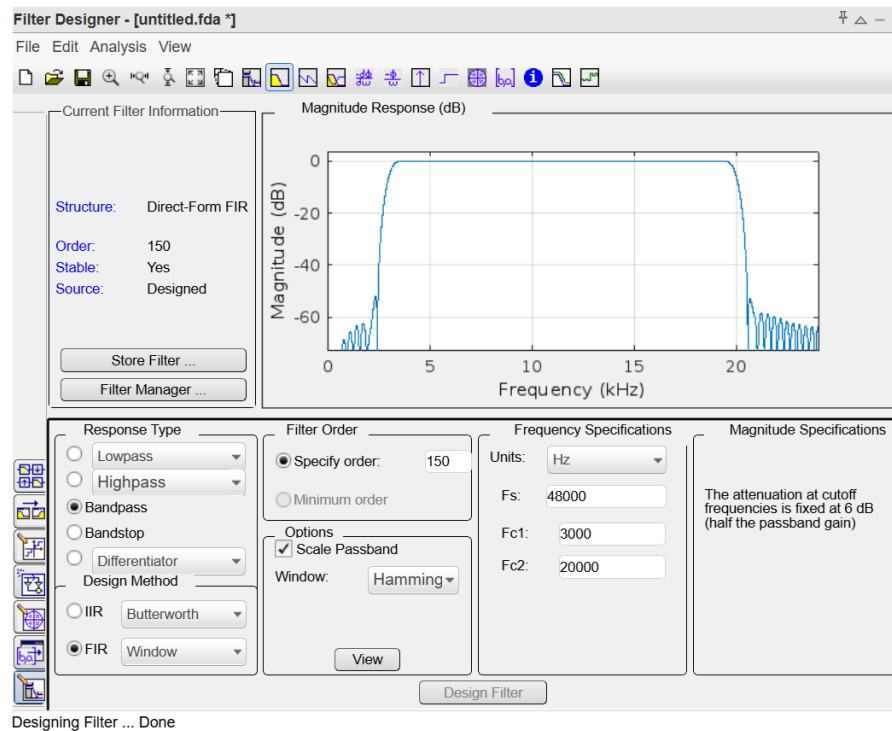 Filter Designer - [untitled.fda *]
File Edit Analysis View
Current Filter Information
Structure: Direct-Form FIR
Order: 150
Stable: Yes
Source: Designed
Store Filter ...
Filter Manager ...
Magnitude Response (dB)
Magnitude (dB)
0
-20
-40
-60
0 5 10 15 20
Frequency (kHz)
Response Type
Lowpass
Highpass
Bandpass
Bandstop
Differentiator
Design Method
IIR Butterworth
FIR Window
Filter Order
Specify order: 150
Minimum order
Options
Scale Passband
Window: Hamming
View
Frequency Specifications
Units: Hz
Fs: 48000
Fc1: 3000
Fc2: 20000
Magnitude Specifications
The attenuation at cutoff
frequencies is fixed at 6 dB
(half the passband gain)
Design Filter
Designing Filter ... Done